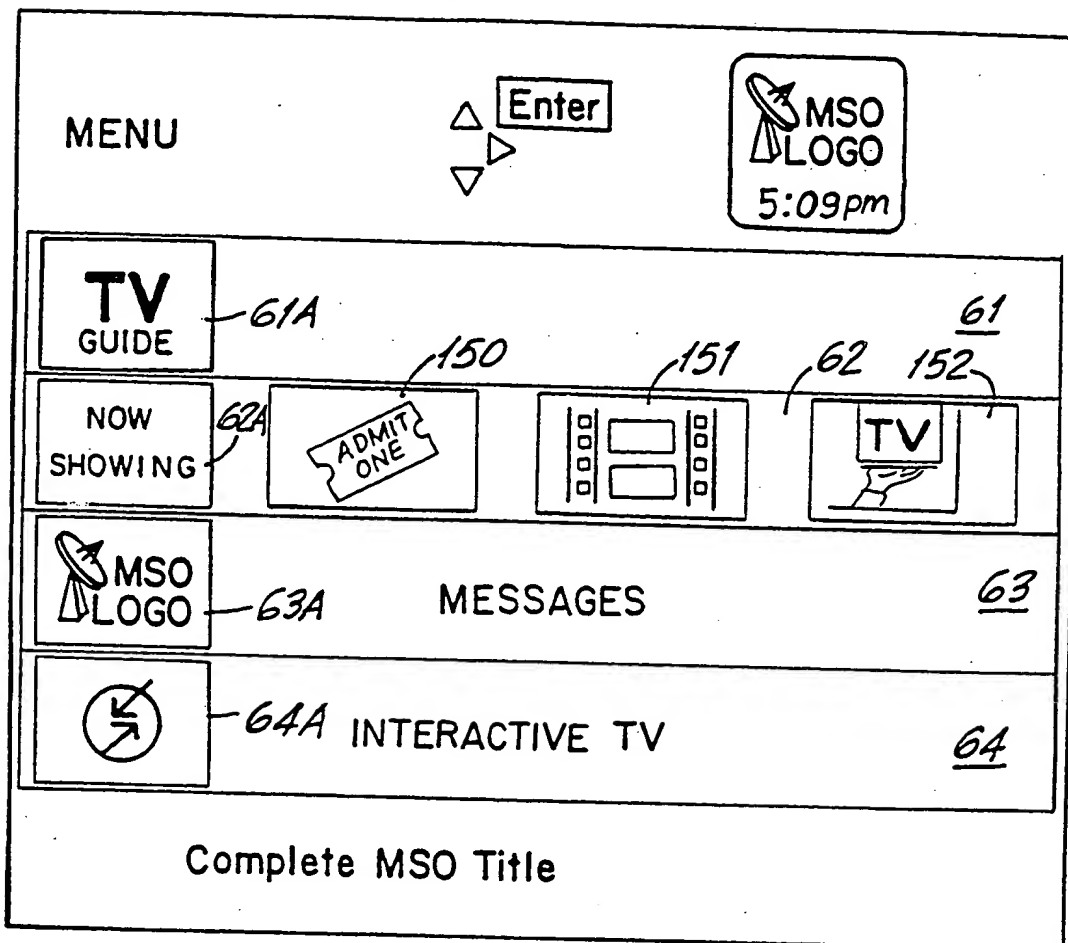 MENU
Enter
MSO
LOGO
5:09pm
TV
GUIDE
61A
61
150
151
62
152
NOW
SHOWING
62A
ADMIT
ONE
TV
MSO
LOGO
63A
MESSAGES
63
64A
INTERACTIVE TV
64
Complete MSO Title